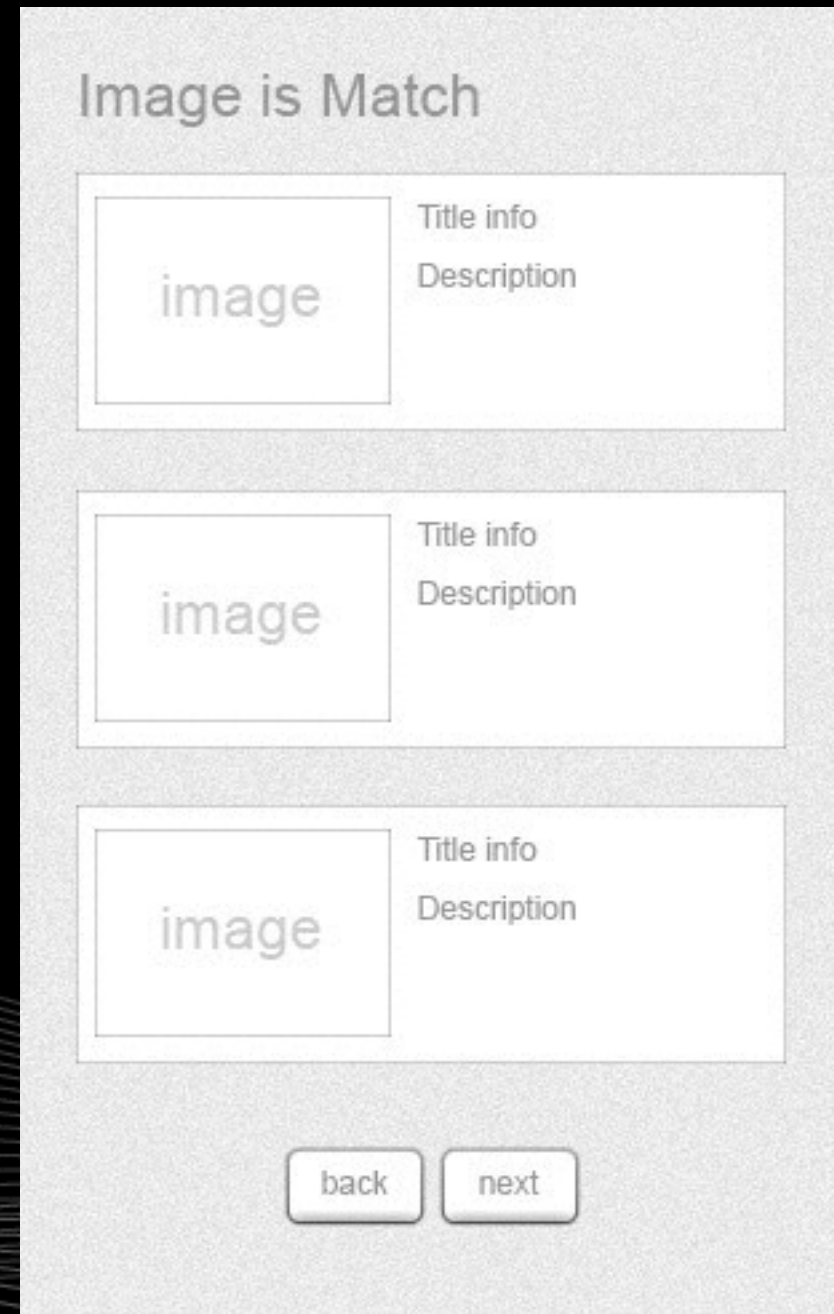 Image is Match
image
Title info
Description
image
Title info
Description
image
Title info
Description
back
next